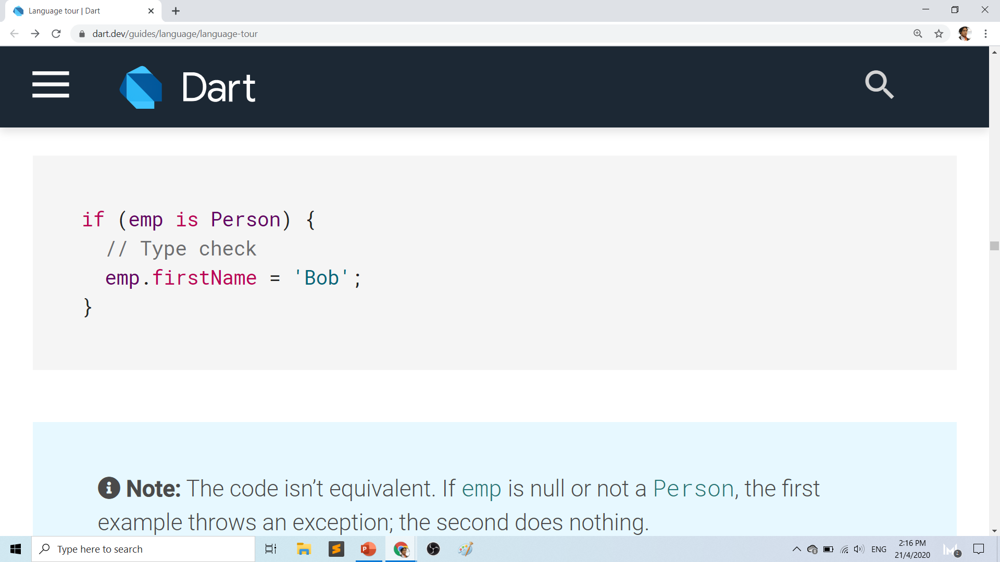 Language tour | Dart
dart.dev/guides/language/language-tour
Dart
if (emp is Person) {
// Type check
emp.firstName = 'Bob';
}
Note: The code isn’t equivalent. If emp is null or not a Person, the first
example throws an exception; the second does nothing.
Type here to search
ENG
2:16 PM
21/4/2020
2